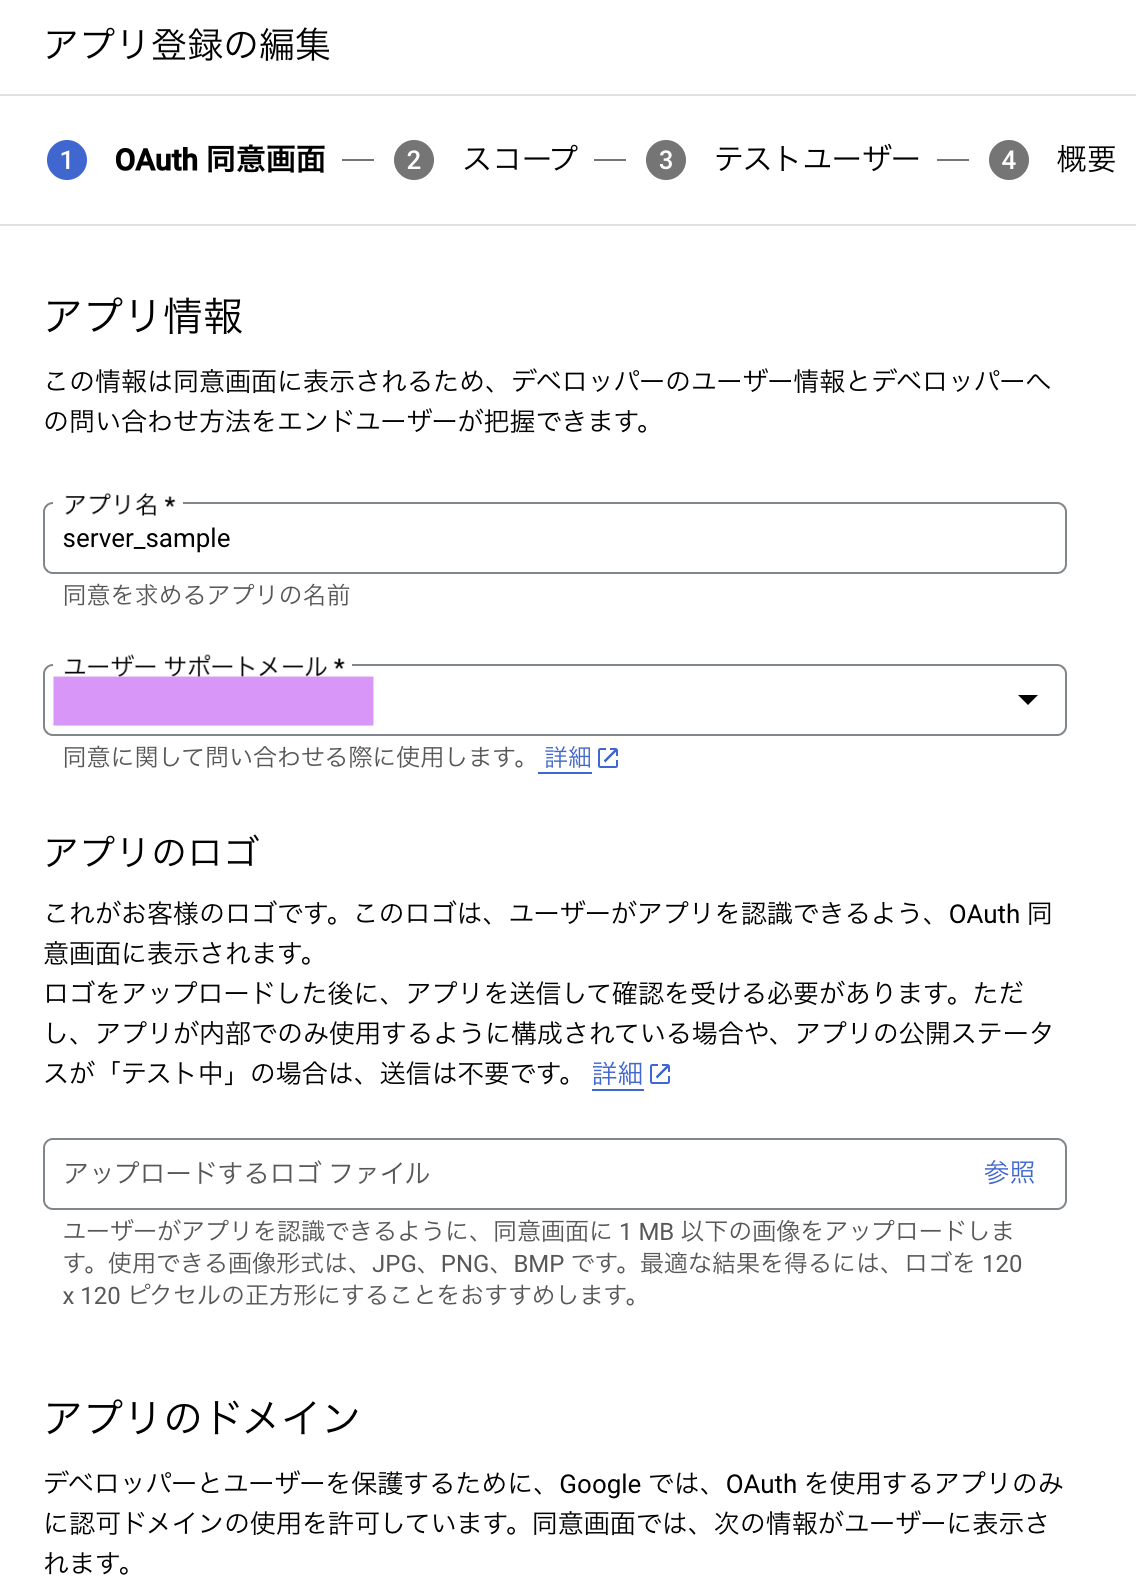 アプリ登録の編集
1 OAuth 同意画面 — 2 スコープ — 3 テストユーザー — 4 概要
アプリ情報
この情報は同意画面に表示されるため、デベロッパーのユーザー情報とデベロッパーへ
の問い合わせ方法をエンドユーザーが把握できます。
アプリ名 *
server_sample
同意を求めるアプリの名前
ユーザー サポートメール *
同意に関して問い合わせる際に使用します。 詳細
アプリのロゴ
これがお客様のロゴです。このロゴは、ユーザーがアプリを認識できるよう、OAuth 同
意画面に表示されます。
ロゴをアップロードした後に、アプリを送信して確認を受ける必要があります。ただ
し、アプリが内部でのみ使用するように構成されている場合や、アプリの公開ステータ
スが「テスト中」の場合は、送信は不要です。 詳細
アップロードするロゴ ファイル 参照
ユーザーがアプリを認識できるように、同意画面に 1 MB 以下の画像をアップロードしま
す。使用できる画像形式は、JPG、PNG、BMP です。最適な結果を得るには、ロゴを 120
x 120 ピクセルの正方形にすることをおすすめします。
アプリのドメイン
デベロッパーとユーザーを保護するために、Google では、OAuth を使用するアプリのみ
に認可ドメインの使用を許可しています。同意画面では、次の情報がユーザーに表示さ
れます。